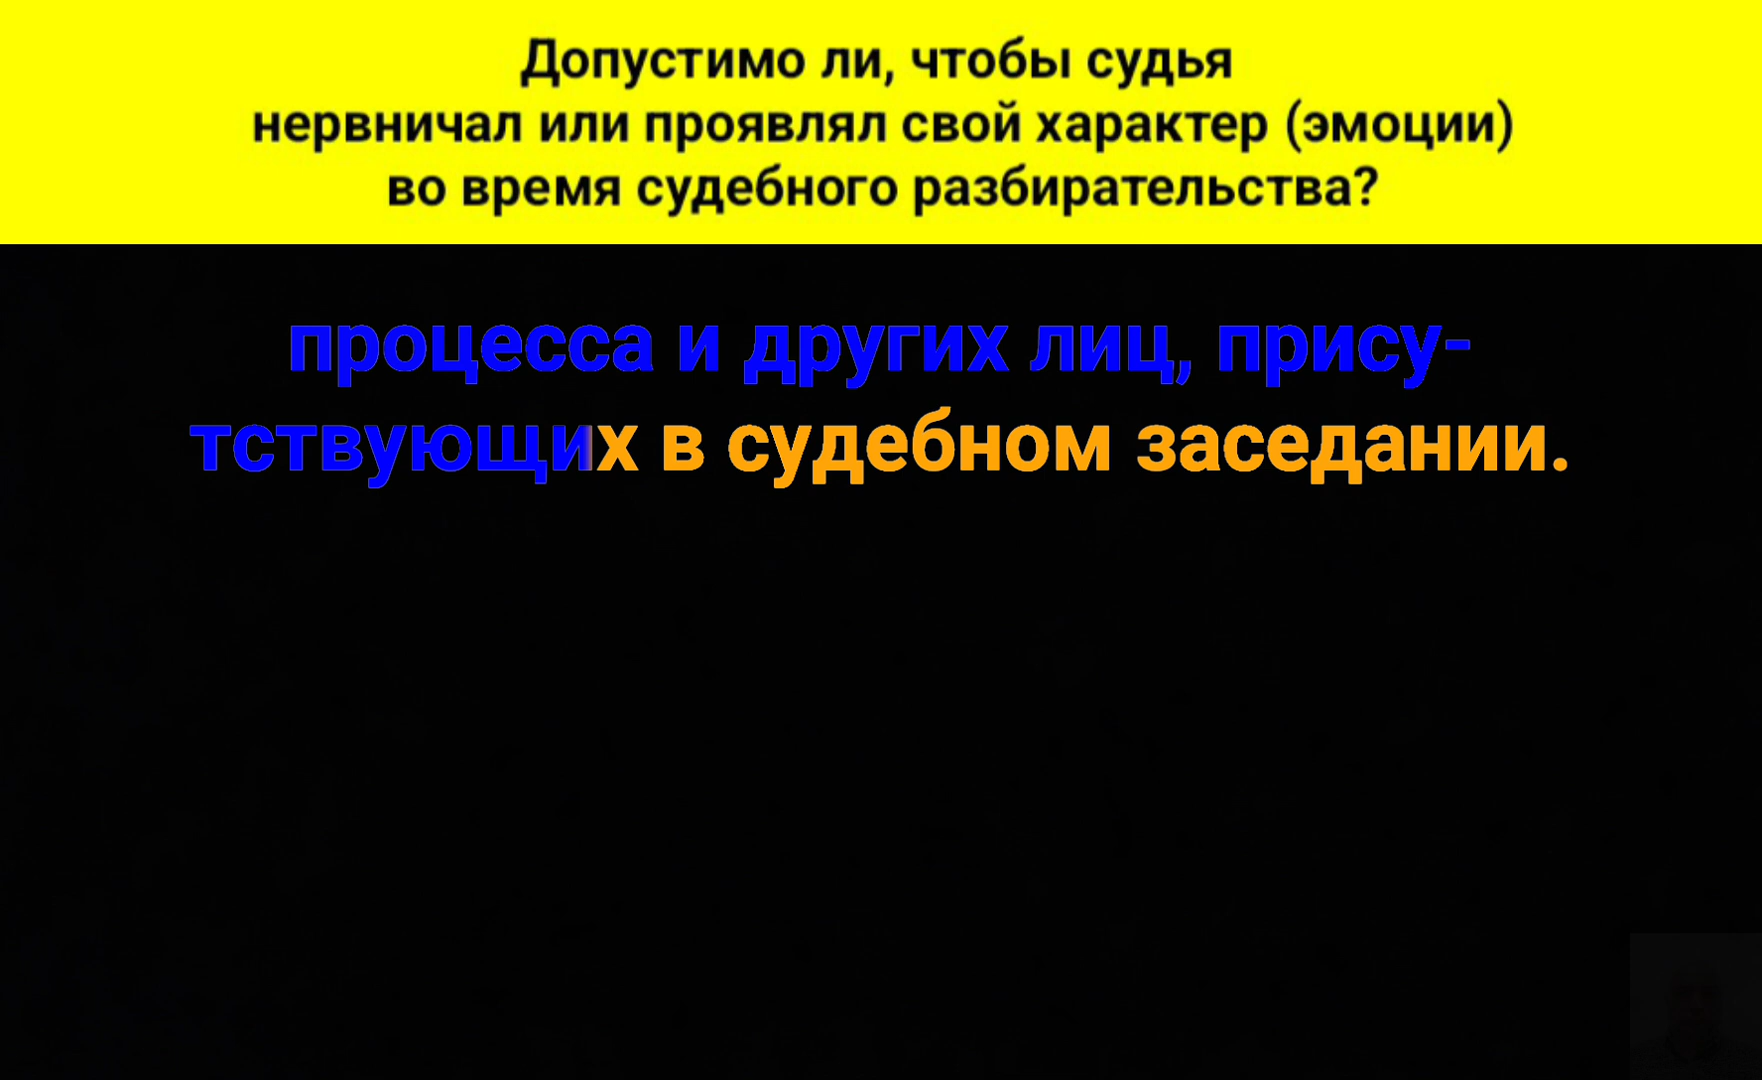 Допустимо ли, чтобы судья
нервничал или проявлял свой характер (эмоции)
во время судебного разбирательства?
процесса и других лиц, прису-
тствующих в судебном заседании.